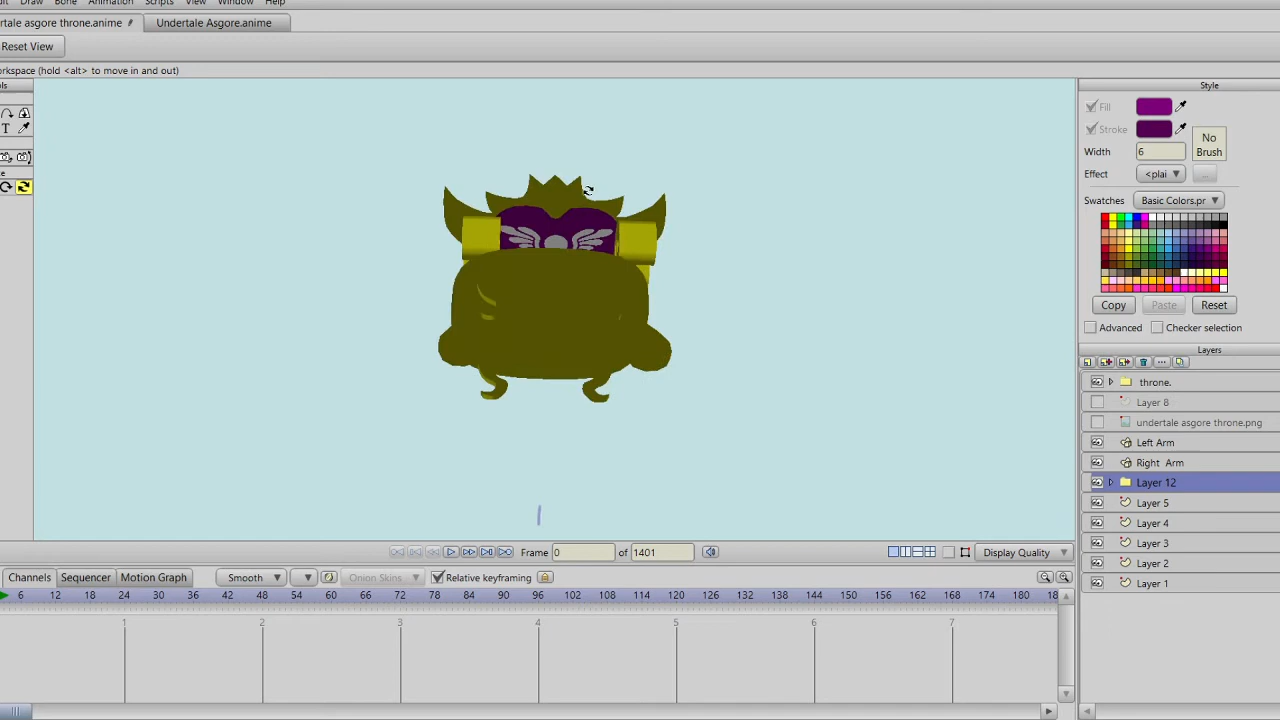 Draw Bone Animation Scripts View Window Help
rtale asgore throne.anime Undertale Asgore.anime
Reset View
orkspace (hold <alt> to move in and out)
Style
Fill
Stroke
No Brush
Width 6
Effect <plai ...
Swatches Basic Colors.pr
Copy Paste Reset
Advanced Checker selection
Layers
throne.
Layer 8
undertale asgore throne.png
Left Arm
Right Arm
Layer 12
Layer 5
Layer 4
Layer 3
Layer 2
Layer 1
T
Frame 0 of 1401 Display Quality
Channels Sequencer Motion Graph Smooth Onion Skins Relative keyframing
6 12 18 24 30 36 42 48 54 60 66 72 78 84 90 96 102 108 114 120 126 132 138 144 150 156 162 168 174 180 18
1 2 3 4 5 6 7